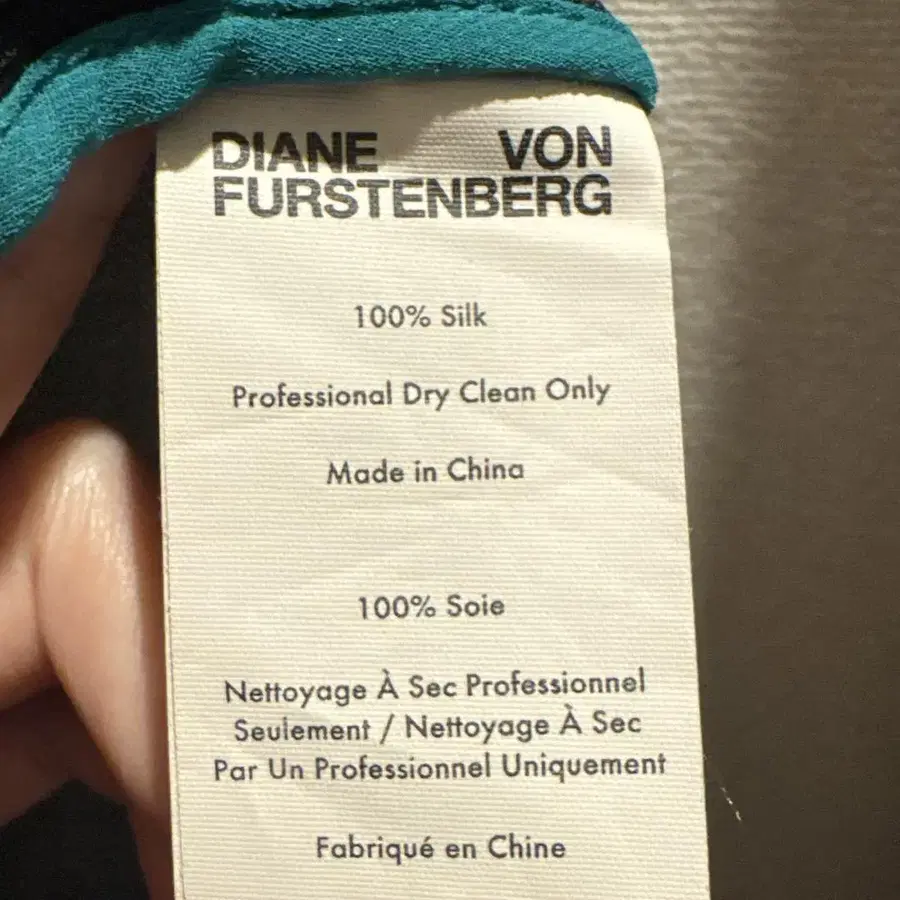 DIANE VON
FURSTENBERG
100% Silk
Professional Dry Clean Only
Made in China
100% Soie
Nettoyage À Sec Professionnel
Seulement / Nettoyage À Sec
Par Un Professionnel Uniquement
Fabriqué en Chine